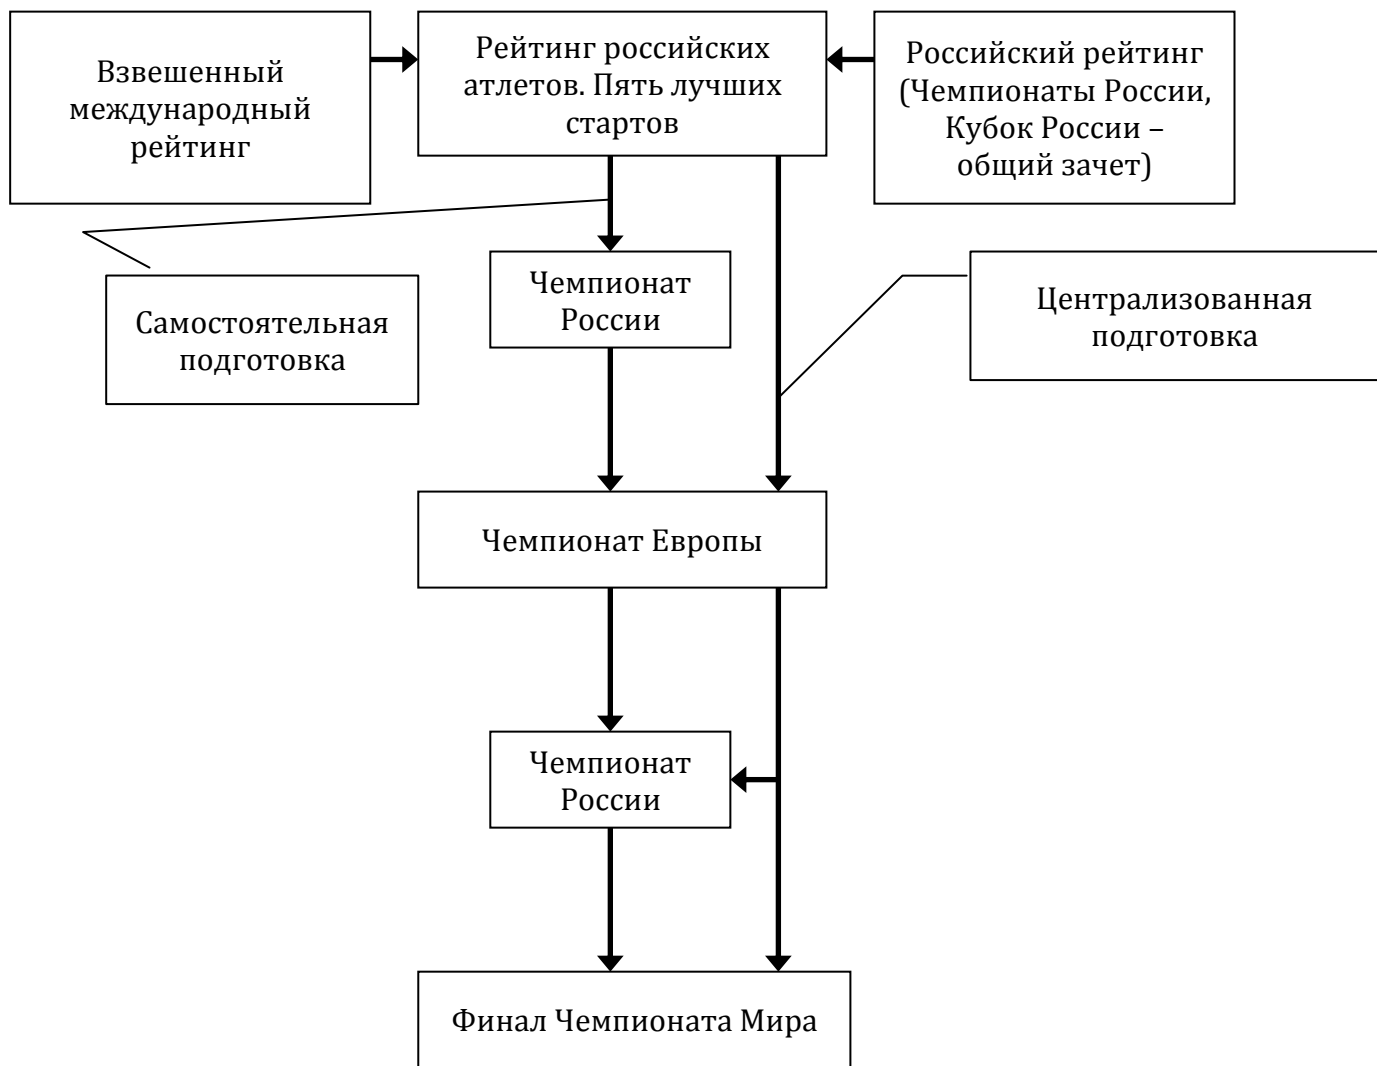 Взвешенный
международный
рейтинг
Рейтинг российских
атлетов. Пять лучших
стартов
Российский рейтинг
(Чемпионаты России,
Кубок России –
общий зачет)
Самостоятельная
подготовка
Чемпионат
России
Централизованная
подготовка
Чемпионат Европы
Чемпионат
России
Финал Чемпионата Мира